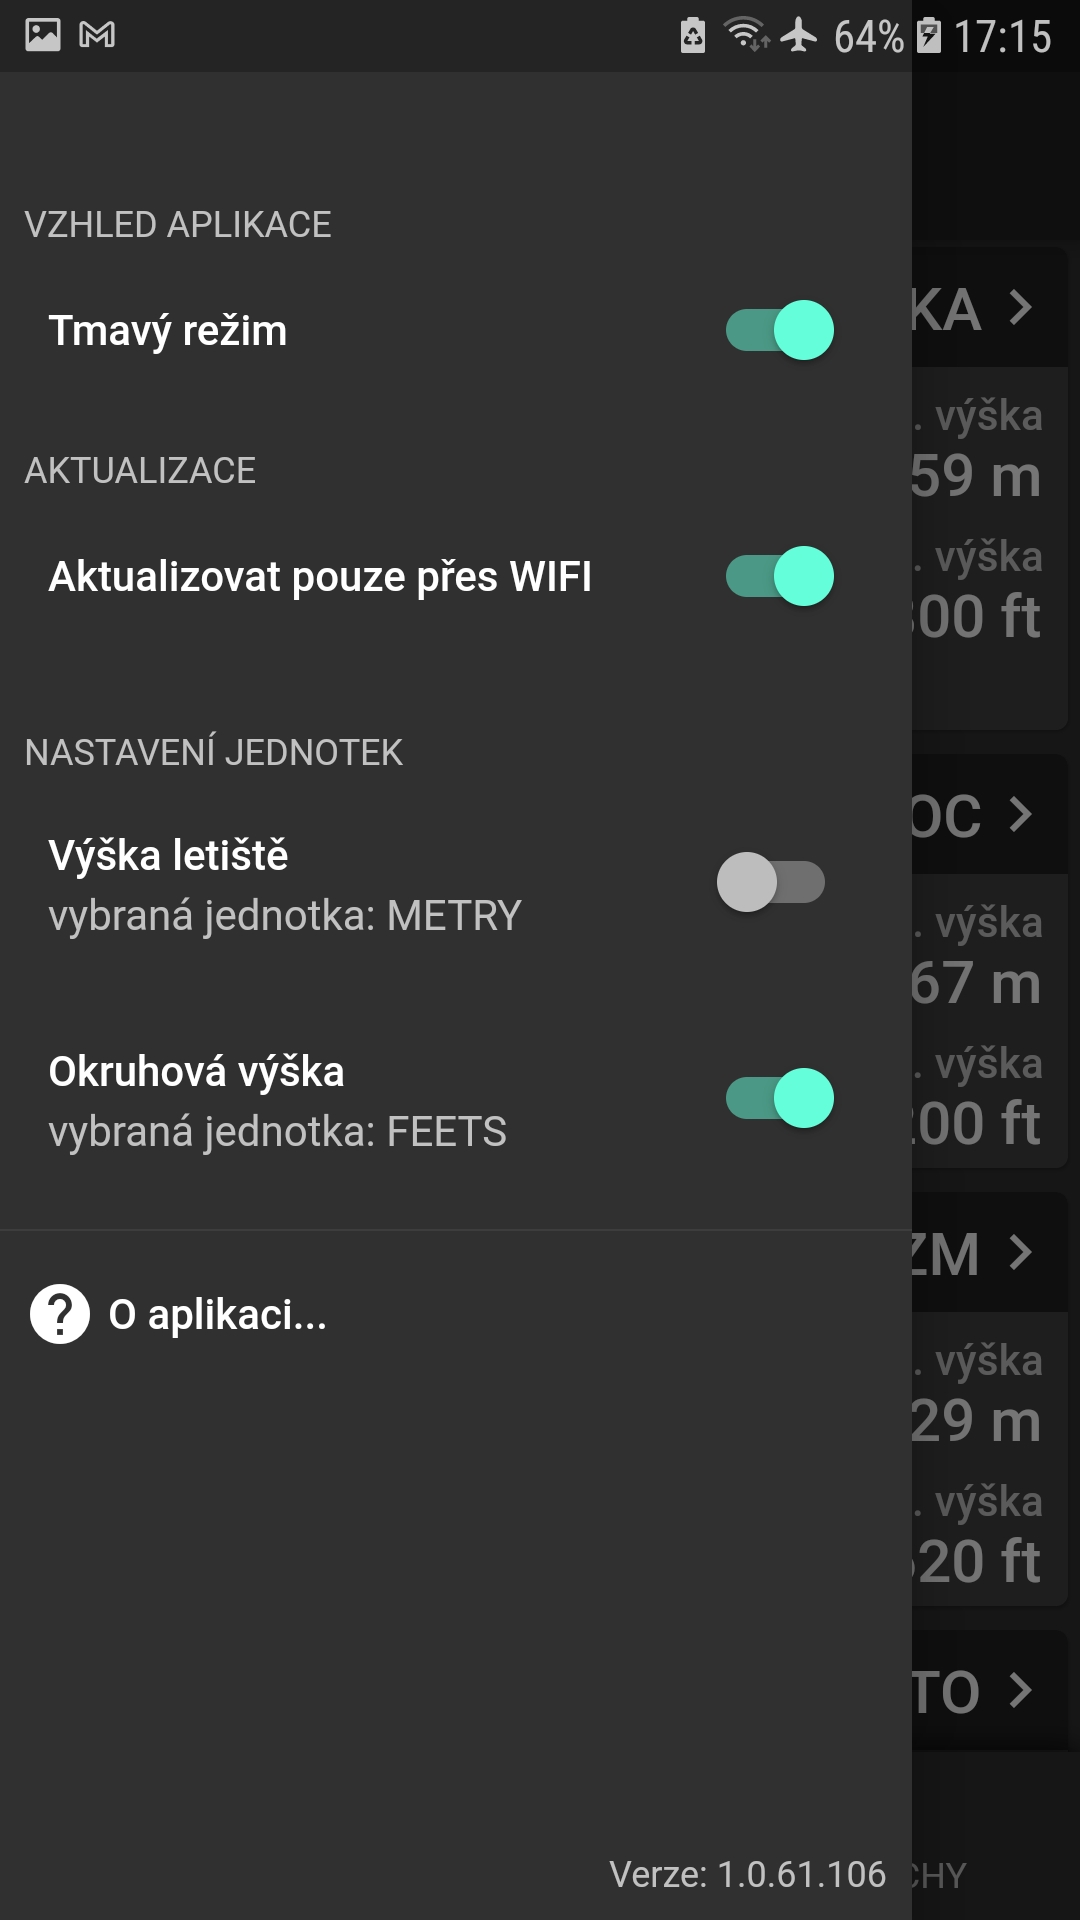 64% 17:15
VZHLED APLIKACE
Tmavý režim
AKTUALIZACE
Aktualizovat pouze přes WIFI
NASTAVENÍ JEDNOTEK
Výška letiště
vybraná jednotka: METRY
Okruhová výška
vybraná jednotka: FEETS
O aplikaci...
Verze: 1.0.61.106
KA
. výška
59 m
. výška
00 ft
OC
. výška
67 m
. výška
200 ft
ZM
. výška
29 m
. výška
20 ft
TO
CHY